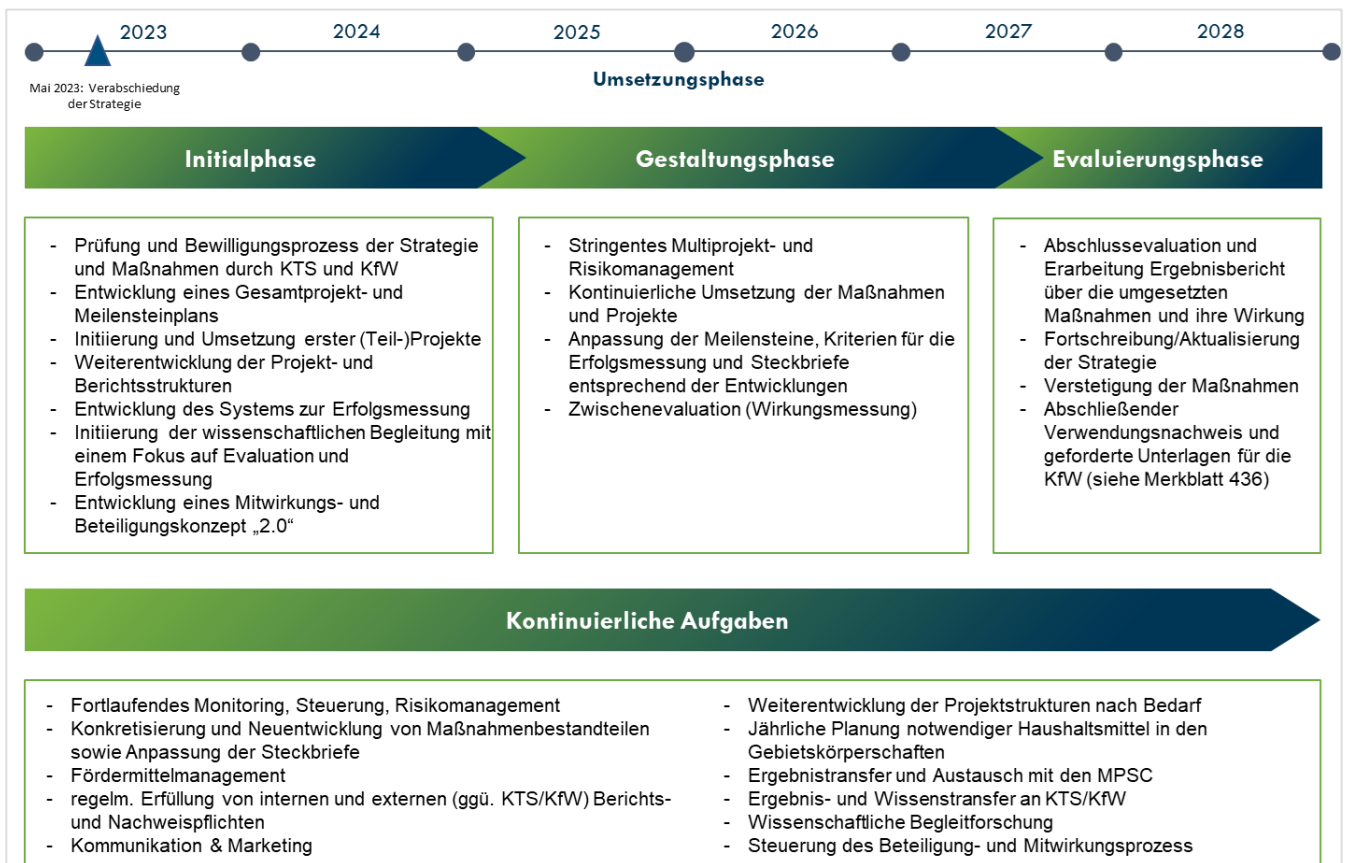 2023 2024 2025 2026 2027 2028
Umsetzungsphase
Mai 2023: Verabschiedung
der Strategie
Initialphase
Gestaltungsphase
Evaluierungsphase
- Prüfung und Bewilligungsprozess der Strategie
und Maßnahmen durch KTS und KfW
- Entwicklung eines Gesamtprojekt- und
Meilensteinplans
- Initiierung und Umsetzung erster (Teil-)Projekte
- Weiterentwicklung der Projekt- und
Berichtsstrukturen
- Entwicklung des Systems zur Erfolgsmessung
- Initiierung der wissenschaftlichen Begleitung mit
einem Fokus auf Evaluation und
Erfolgsmessung
- Entwicklung eines Mitwirkungs- und
Beteiligungskonzept „2.0“
- Stringentes Multiprojekt- und
Risikomanagement
- Kontinuierliche Umsetzung der Maßnahmen
und Projekte
- Anpassung der Meilensteine, Kriterien für die
Erfolgsmessung und Steckbriefe
entsprechend der Entwicklungen
- Zwischenevaluation (Wirkungsmessung)
- Abschlussevaluation und
Erarbeitung Ergebnisbericht
über die umgesetzten
Maßnahmen und ihre Wirkung
- Fortschreibung/Aktualisierung
der Strategie
- Verstetigung der Maßnahmen
- Abschließender
Verwendungsnachweis und
geforderte Unterlagen für die
KfW (siehe Merkblatt 436)
Kontinuierliche Aufgaben
- Fortlaufendes Monitoring, Steuerung, Risikomanagement
- Konkretisierung und Neuentwicklung von Maßnahmenbestandteilen
sowie Anpassung der Steckbriefe
- Fördermittelmanagement
- regelm. Erfüllung von internen und externen (ggü. KTS/KfW) Berichts-
und Nachweispflichten
- Kommunikation & Marketing
- Weiterentwicklung der Projektstrukturen nach Bedarf
- Jährliche Planung notwendiger Haushaltsmittel in den
Gebietskörperschaften
- Ergebnistransfer und Austausch mit den MPSC
- Ergebnis- und Wissenstransfer an KTS/KfW
- Wissenschaftliche Begleitforschung
- Steuerung des Beteiligung- und Mitwirkungsprozess